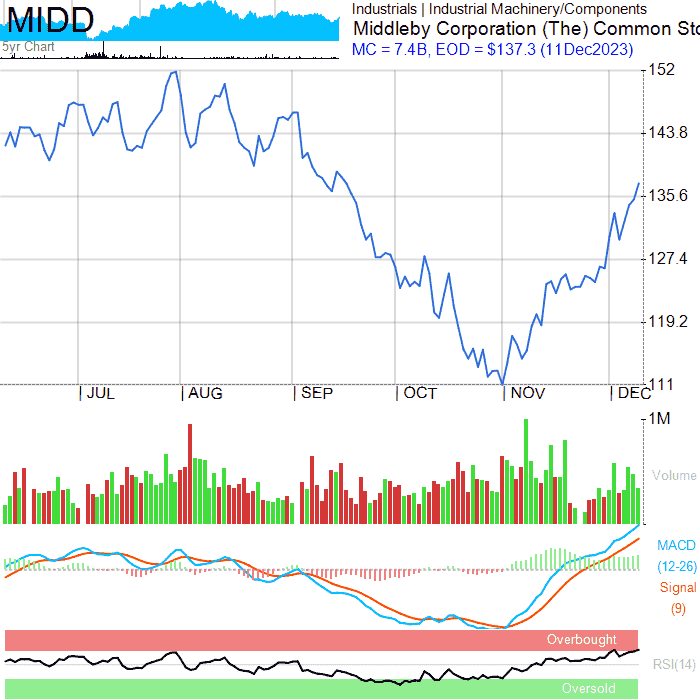 MIDD
Industrials | Industrial Machinery/Components
Middleby Corporation (The) Common Sto
5yr Chart
MC = 7.4B, EOD = $137.3 (11Dec2023)
152
143.8
135.6
127.4
119.2
111
| JUL | AUG | SEP | OCT | NOV | DEC
1M
Volume
MACD
(12-26)
Signal
(9)
Overbought
RSI(14)
Oversold